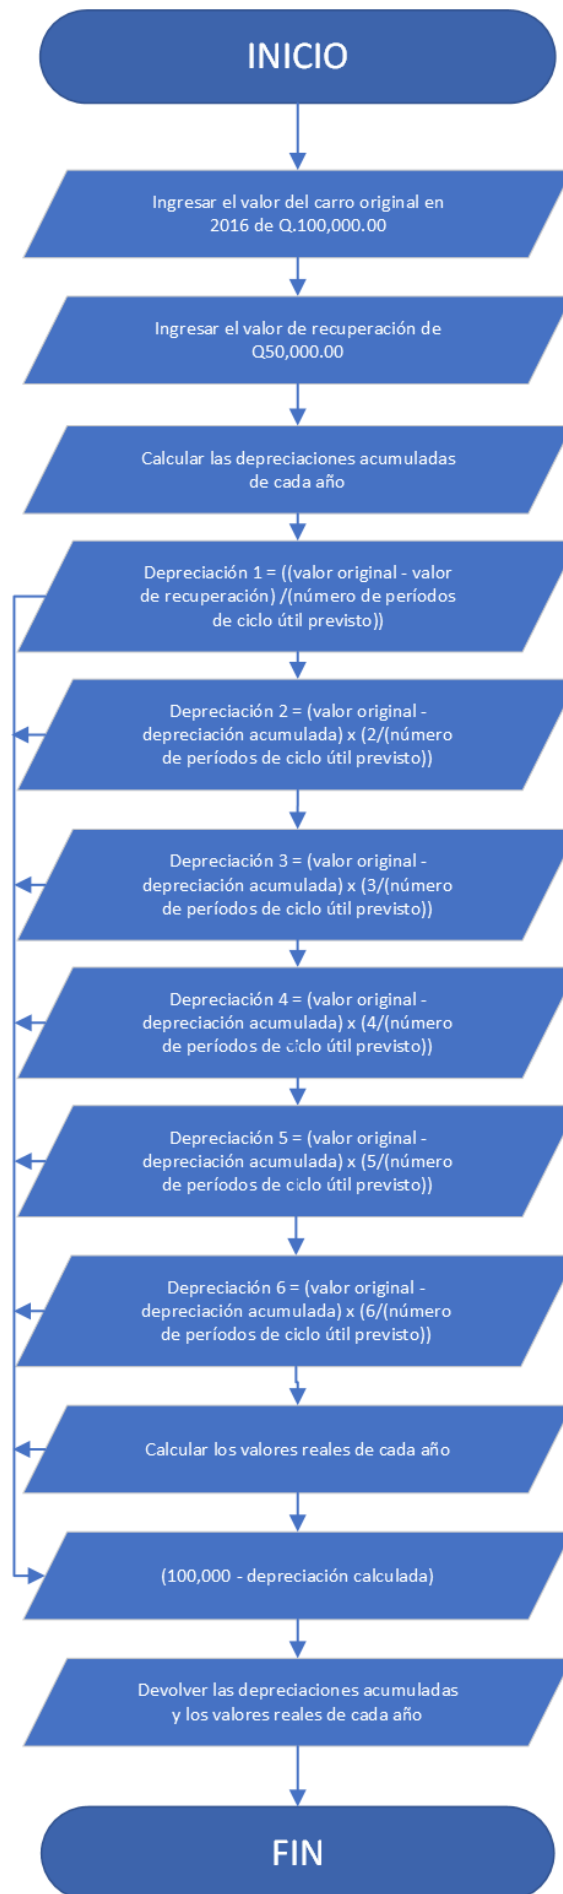 INICIO
Ingresar el valor del carro original en
2016 de Q.100,000.00
Ingresar el valor de recuperación de
Q50,000.00
Calcular las depreciaciones acumuladas
de cada año
Depreciación 1 = ((valor original - valor
de recuperación) /(número de períodos
de ciclo útil previsto))
Depreciación 2 = (valor original -
depreciación acumulada) x (2/(número
de períodos de ciclo útil previsto))
Depreciación 3 = (valor original -
depreciación acumulada) x (3/(número
de períodos de ciclo útil previsto))
Depreciación 4 = (valor original -
depreciación acumulada) x (4/(número
de períodos de ciclo útil previsto))
Depreciación 5 = (valor original -
depreciación acumulada) x (5/(número
de períodos de ciclo útil previsto))
Depreciación 6 = (valor original -
depreciación acumulada) x (6/(número
de períodos de ciclo útil previsto))
Calcular los valores reales de cada año
(100,000 - depreciación calculada)
Devolver las depreciaciones acumuladas
y los valores reales de cada año
FIN